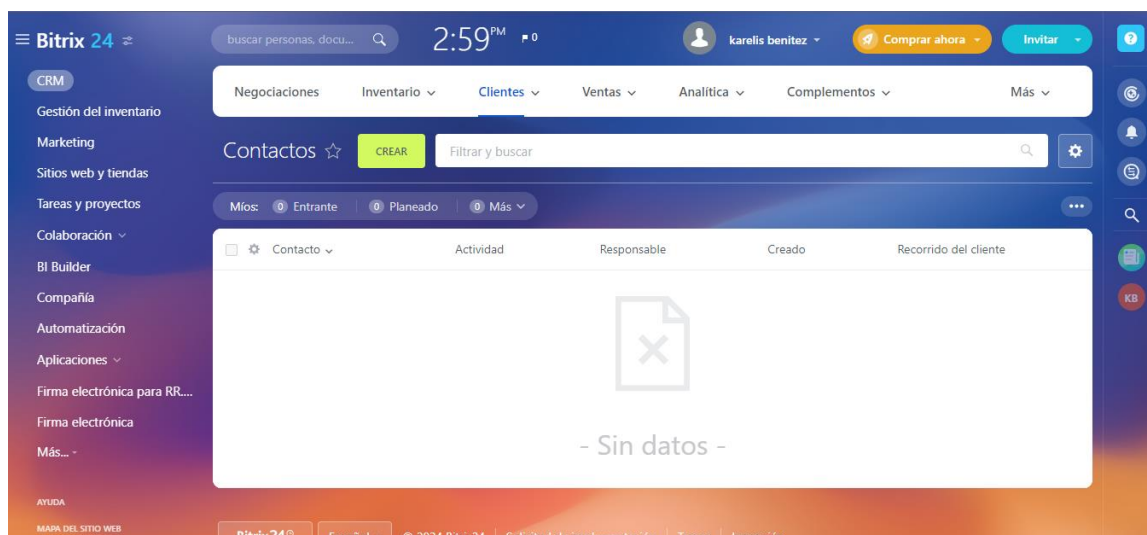 Bitrix 24
buscar personas, docu...
2:59 PM
0
karelis benitez
Comprar ahora
Invitar
CRM
Gestión del inventario
Marketing
Sitios web y tiendas
Tareas y proyectos
Colaboración
BI Builder
Compañía
Automatización
Aplicaciones
Firma electrónica para RR....
Firma electrónica
Más...
AYUDA
MAPA DEL SITIO WEB
Negociaciones
Inventario
Clientes
Ventas
Analítica
Complementos
Más
Contactos
CREAR
Filtrar y buscar
Míos: 0 Entrante 0 Planeado 0 Más
Contacto Actividad Responsable Creado Recorrido del cliente
- Sin datos -
KB
Bitrix24
© 2024 Bitrix24